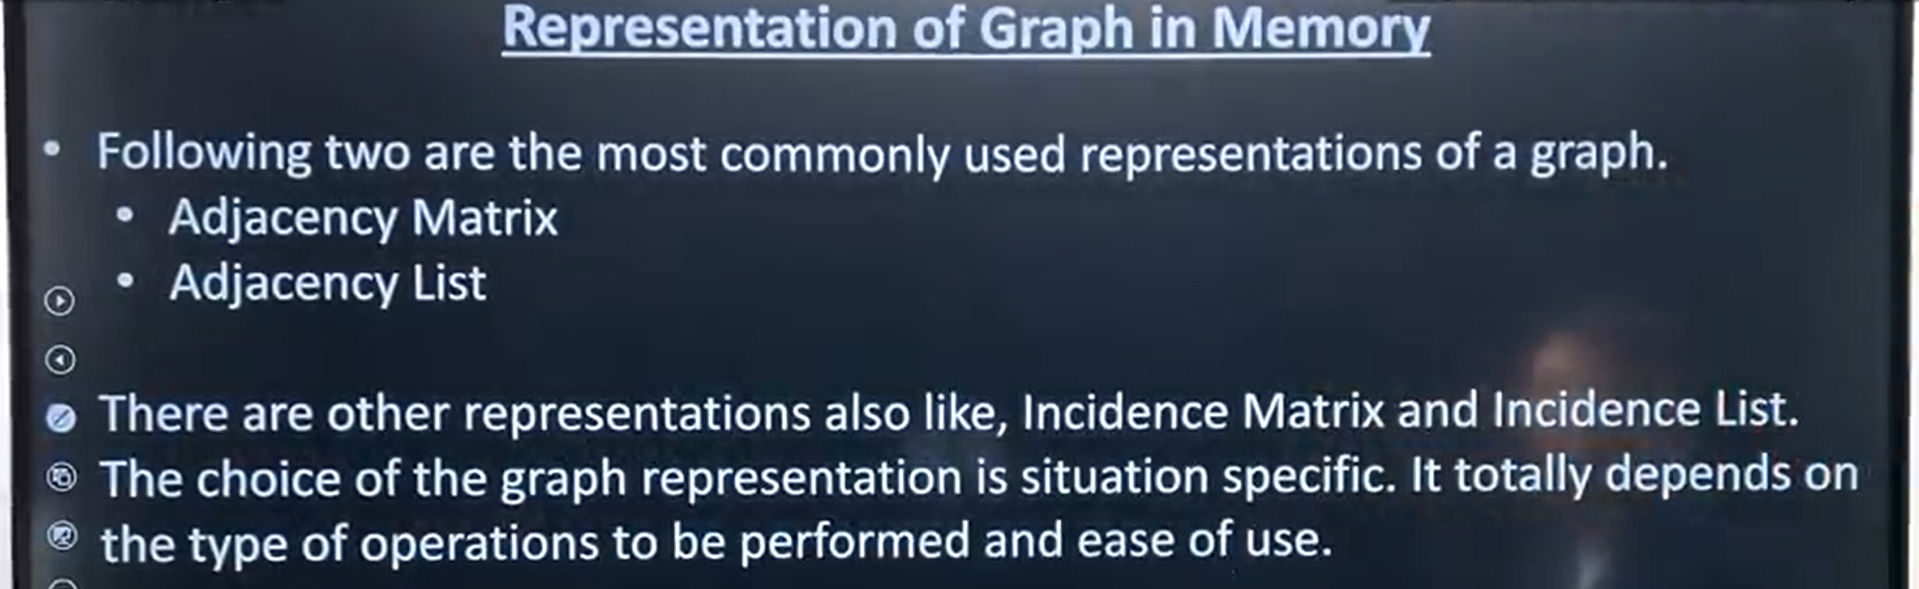 Representation of Graph in Memory
• Following two are the most commonly used representations of a graph.
• Adjacency Matrix
• Adjacency List
There are other representations also like, Incidence Matrix and Incidence List.
The choice of the graph representation is situation specific. It totally depends on
the type of operations to be performed and ease of use.